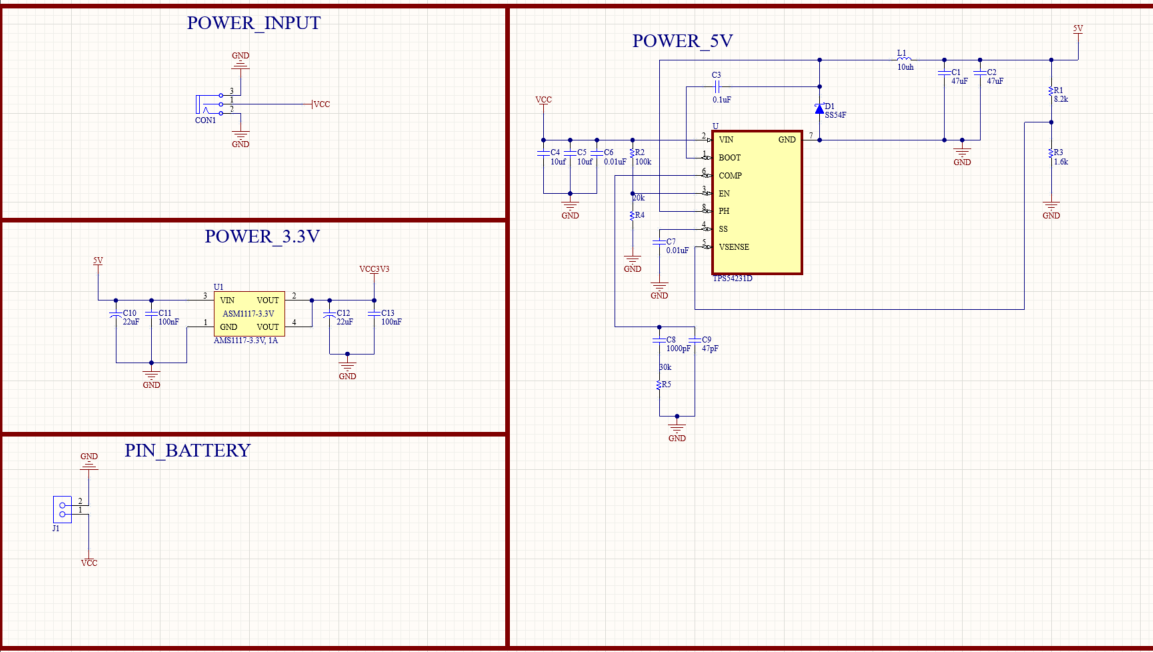 POWER_INPUT
GND
3
1
2
VCC
CON1
GND
POWER_3.3V
5V
VCC3V3
U1
3
VIN
VOUT
2
C10
22uF
C11
100nF
ASM1117-3.3V
C12
22uF
C13
100nF
1
GND
VOUT
4
AMS1117-3.3V, 1A
GND
GND
PIN_BATTERY
GND
2
1
J1
VCC
POWER_5V
5V
L1
10uh
C3
0.1uF
C1
47uF
C2
47uF
R1
8.2k
VCC
D1
SS54F
U
2
VIN
GND
7
C4
10uf
C5
10uf
C6
0.01uF
R2
100k
1
BOOT
6
COMP
3
EN
8
PH
4
SS
5
VSENSE
TPS54231D
GND
R3
1.6k
GND
20k
R4
GND
GND
C7
0.01uF
GND
C8
1000pF
C9
47pF
30k
R5
GND